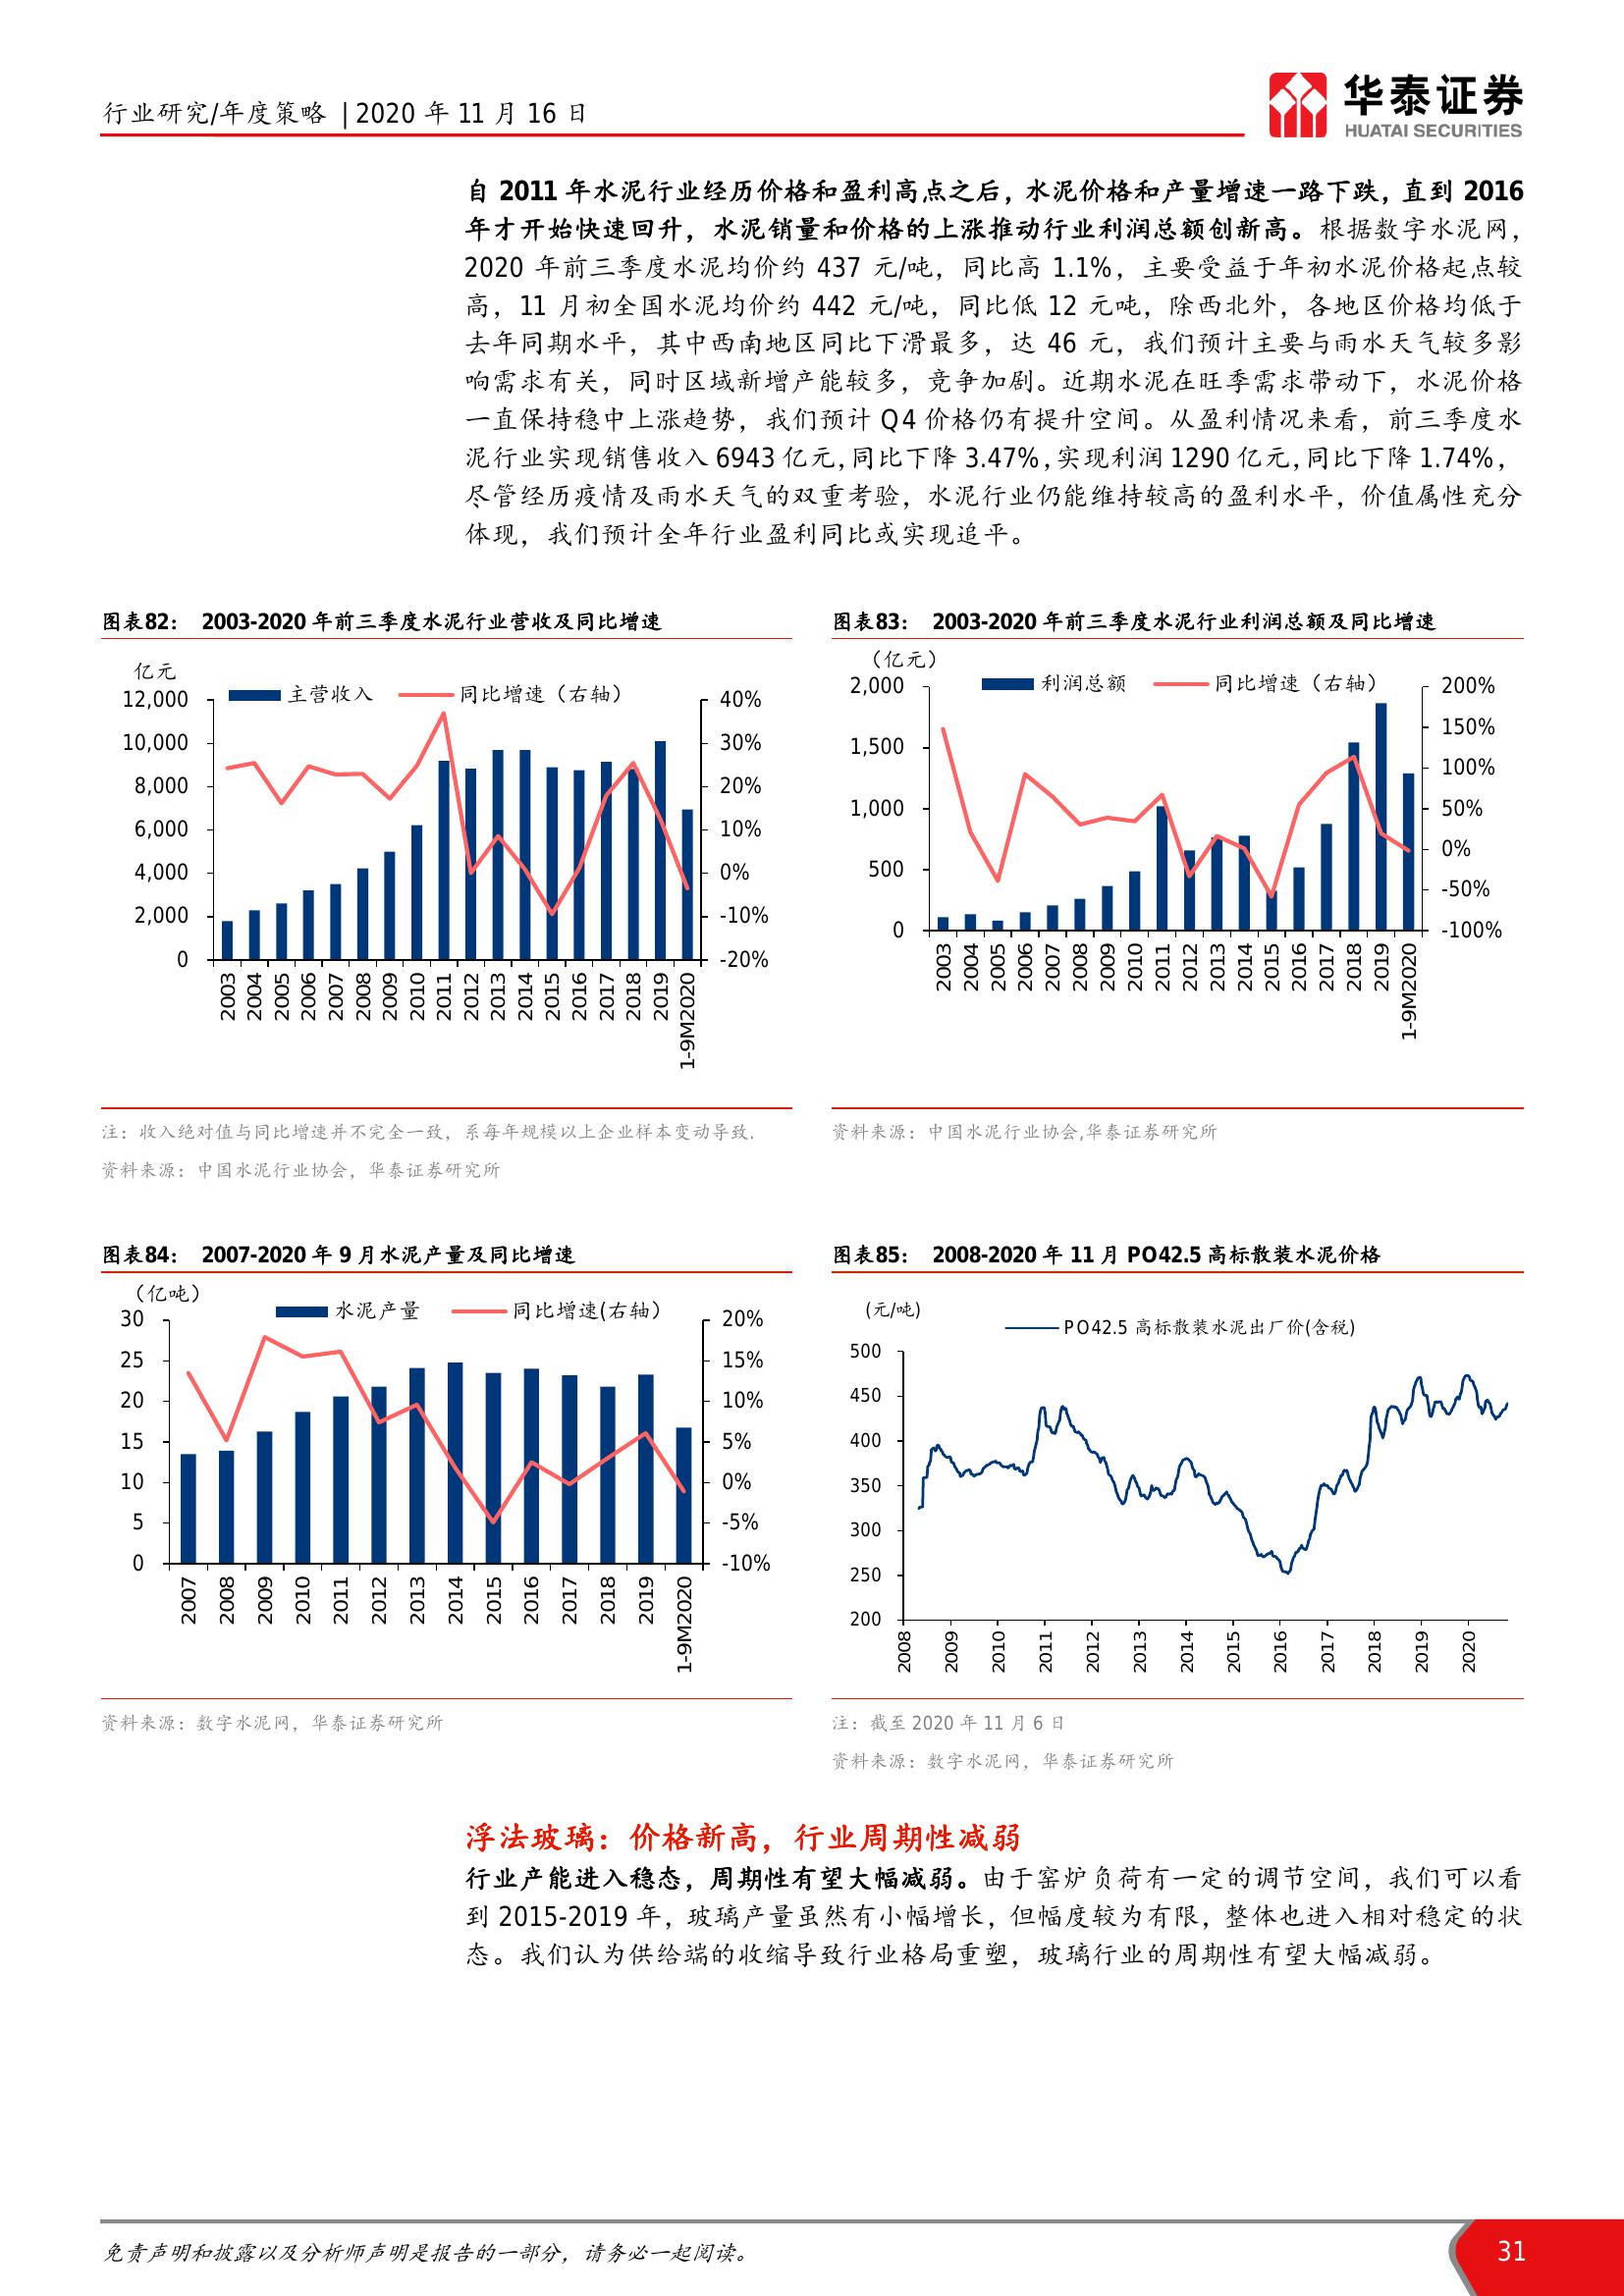 行业研究/年度策略 | 2020 年 11 月 16 日
华泰证券
HUATAI SECURITIES
自 2011 年水泥行业经历价格和盈利高点之后，水泥价格和产量增速一路下跌，直到 2016
年才开始快速回升，水泥销量和价格的上涨推动行业利润总额创新高。根据数字水泥网，
2020 年前三季度水泥均价约 437 元/吨，同比高 1.1%，主要受益于年初水泥价格起点较
高，11 月初全国水泥均价约 442 元/吨，同比低 12 元吨，除西北外，各地区价格均低于
去年同期水平，其中西南地区同比下滑最多，达 46 元，我们预计主要与雨水天气较多影
响需求有关，同时区域新增产能较多，竞争加剧。近期水泥在旺季需求带动下，水泥价格
一直保持稳中上涨趋势，我们预计 Q4 价格仍有提升空间。从盈利情况来看，前三季度水
泥行业实现销售收入 6943 亿元,同比下降 3.47%,实现利润 1290 亿元,同比下降 1.74%，
尽管经历疫情及雨水天气的双重考验，水泥行业仍能维持较高的盈利水平，价值属性充分
体现，我们预计全年行业盈利同比或实现追平。
图表82： 2003-2020 年前三季度水泥行业营收及同比增速
亿元
主营收入 同比增速（右轴）
12,000
10,000
8,000
6,000
4,000
2,000
0
40%
30%
20%
10%
0%
-10%
-20%
2003
2004
2005
2006
2007
2008
2009
2010
2011
2012
2013
2014
2015
2016
2017
2018
2019
1-9M2020
注：收入绝对值与同比增速并不完全一致，系每年规模以上企业样本变动导致.
资料来源：中国水泥行业协会，华泰证券研究所
图表83： 2003-2020 年前三季度水泥行业利润总额及同比增速
（亿元）
利润总额 同比增速（右轴）
2,000
1,500
1,000
500
0
200%
150%
100%
50%
0%
-50%
-100%
2003
2004
2005
2006
2007
2008
2009
2010
2011
2012
2013
2014
2015
2016
2017
2018
2019
1-9M2020
资料来源：中国水泥行业协会,华泰证券研究所
图表84： 2007-2020 年 9 月水泥产量及同比增速
（亿吨）
水泥产量 同比增速(右轴）
30
25
20
15
10
5
0
20%
15%
10%
5%
0%
-5%
-10%
2007
2008
2009
2010
2011
2012
2013
2014
2015
2016
2017
2018
2019
1-9M2020
资料来源：数字水泥网，华泰证券研究所
图表85： 2008-2020 年 11 月 PO42.5 高标散装水泥价格
(元/吨)
PO42.5 高标散装水泥出厂价(含税)
500
450
400
350
300
250
200
2008
2009
2010
2011
2012
2013
2014
2015
2016
2017
2018
2019
2020
注：截至 2020 年 11 月 6 日
资料来源：数字水泥网，华泰证券研究所
浮法玻璃：价格新高，行业周期性减弱
行业产能进入稳态，周期性有望大幅减弱。由于窑炉负荷有一定的调节空间，我们可以看
到 2015-2019 年，玻璃产量虽然有小幅增长，但幅度较为有限，整体也进入相对稳定的状
态。我们认为供给端的收缩导致行业格局重塑，玻璃行业的周期性有望大幅减弱。
免责声明和披露以及分析师声明是报告的一部分，请务必一起阅读。
31